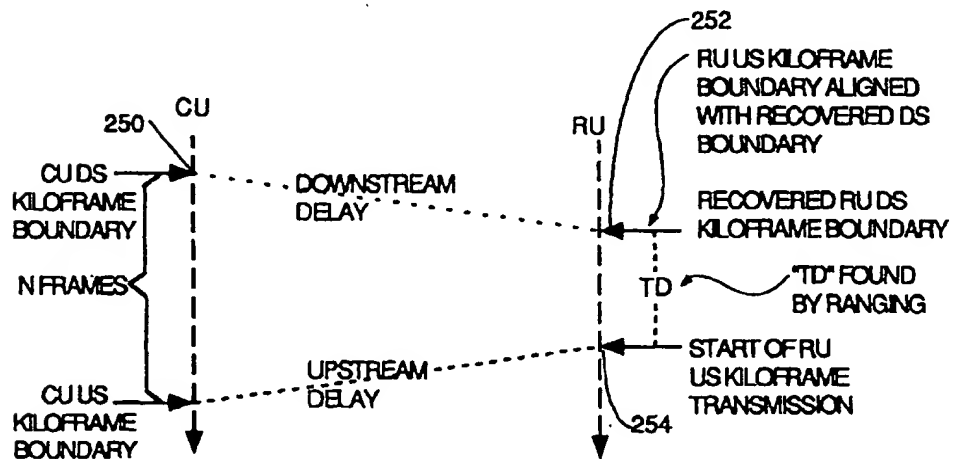 252
RU US KILOFRAME
BOUNDARY ALIGNED
WITH RECOVERED DS
BOUNDARY
CU
250
RU
CU DS
KILOFRAME
BOUNDARY
DOWNSTREAM
DELAY
RECOVERED RU DS
KILOFRAME BOUNDARY
N FRAMES
TD
"TD" FOUND
BY RANGING
START OF RU
US KILOFRAME
TRANSMISSION
UPSTREAM
DELAY
CU US
KILOFRAME
BOUNDARY
254